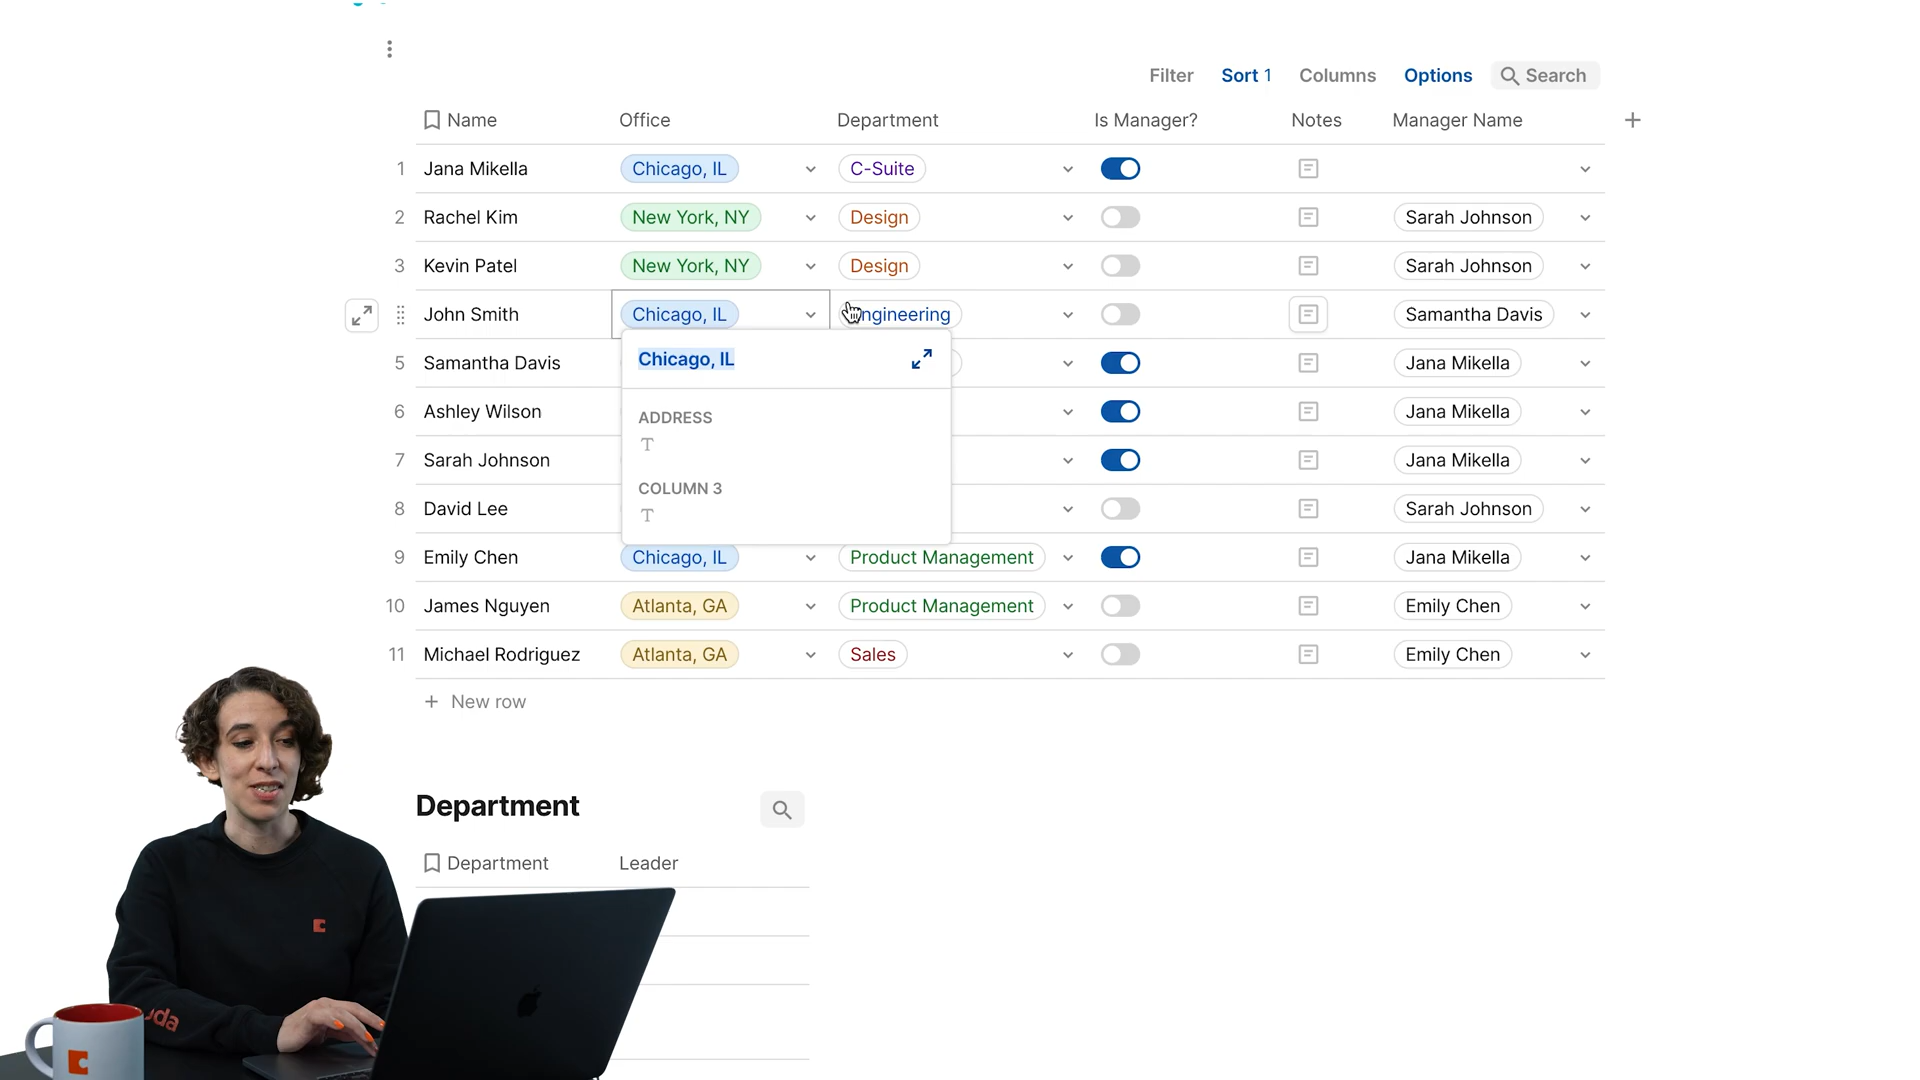 Filter Sort 1 Columns Options Search
Name Office Department Is Manager? Notes Manager Name
1 Jana Mikella Chicago, IL C-Suite
2 Rachel Kim New York, NY Design Sarah Johnson
3 Kevin Patel New York, NY Design Sarah Johnson
John Smith Chicago, IL Engineering Samantha Davis
Chicago, IL
ADDRESS
COLUMN 3
5 Samantha Davis Jana Mikella
6 Ashley Wilson Jana Mikella
7 Sarah Johnson Jana Mikella
8 David Lee Sarah Johnson
9 Emily Chen Chicago, IL Product Management Jana Mikella
10 James Nguyen Atlanta, GA Product Management Emily Chen
11 Michael Rodriguez Atlanta, GA Sales Emily Chen
+ New row
Department
Department Leader